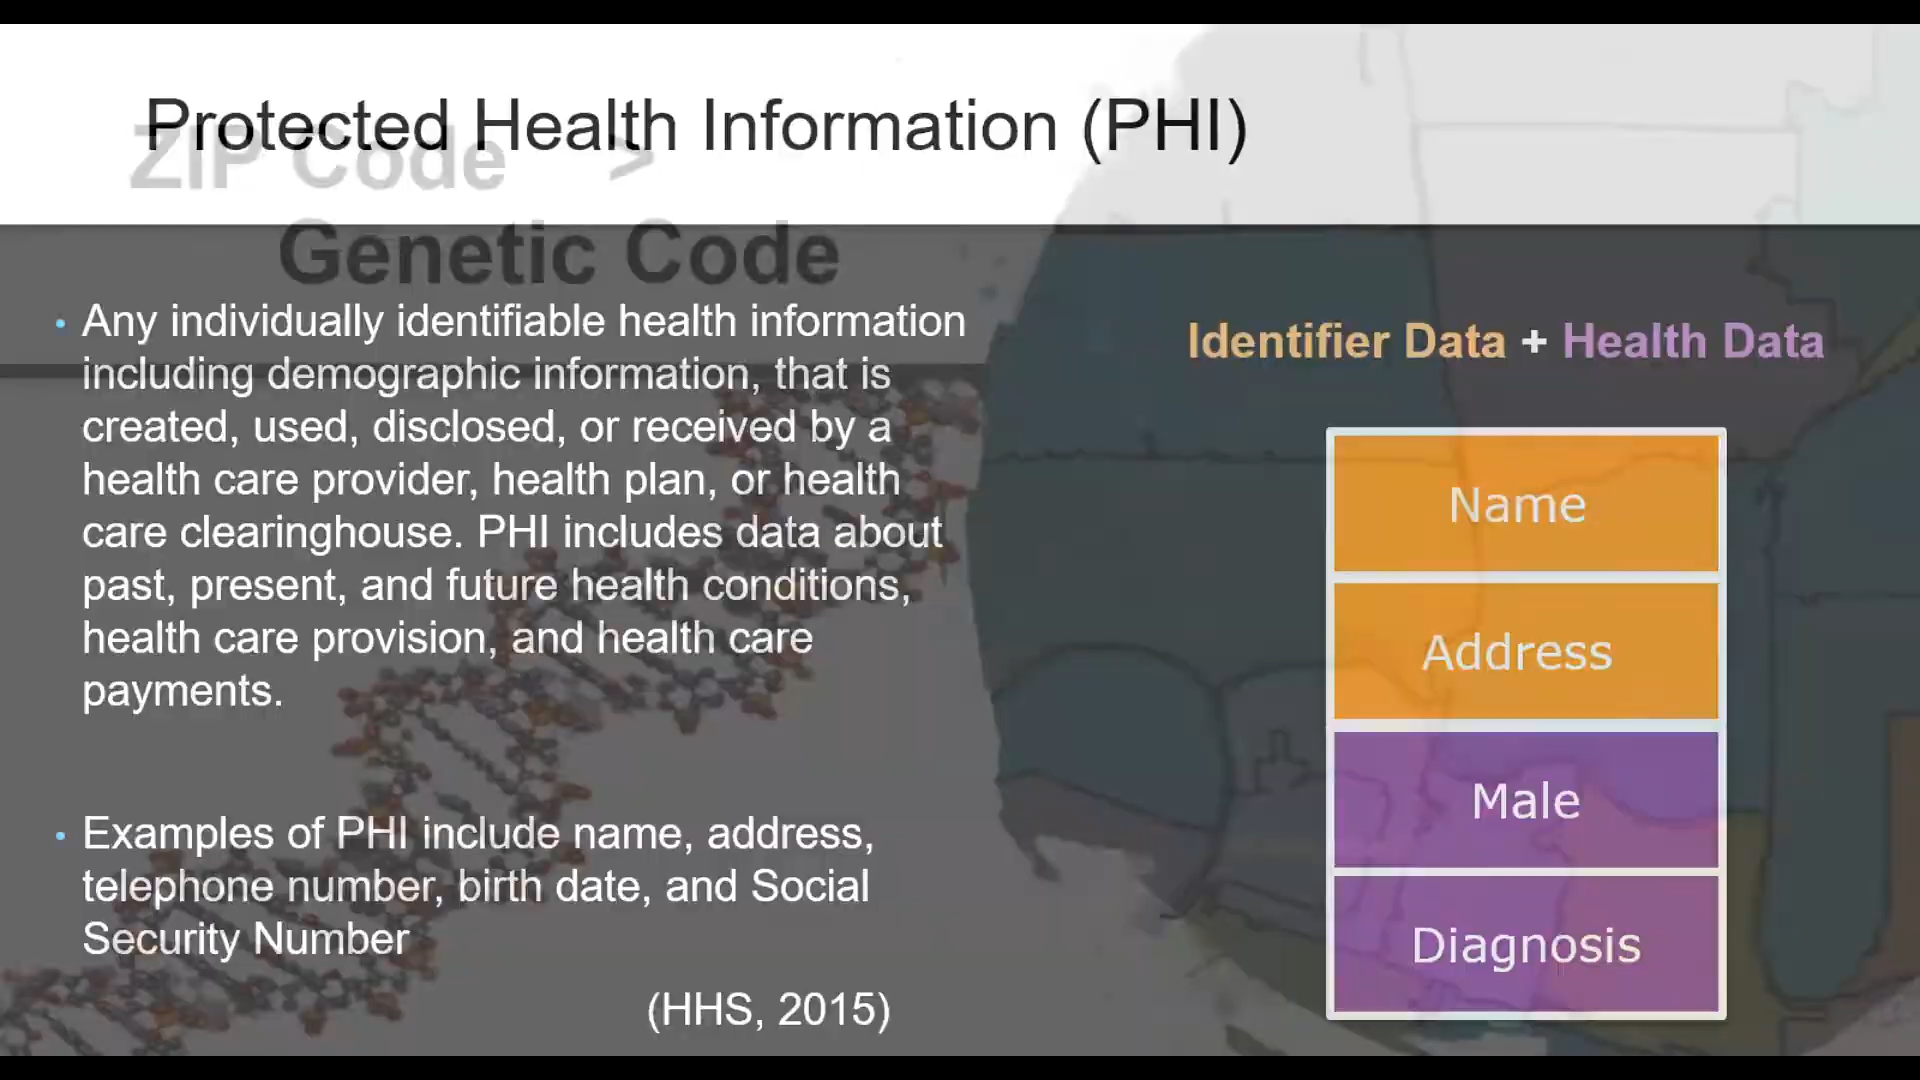 Protected Health Information (PHI)
ZIP Code >
Genetic Code
• Any individually identifiable health information
including demographic information, that is
created, used, disclosed, or received by a
health care provider, health plan, or health
care clearinghouse. PHI includes data about
past, present, and future health conditions,
health care provision, and health care
payments.
• Examples of PHI include name, address,
telephone number, birth date, and Social
Security Number
(HHS, 2015)
Identifier Data + Health Data
Name
Address
Male
Diagnosis